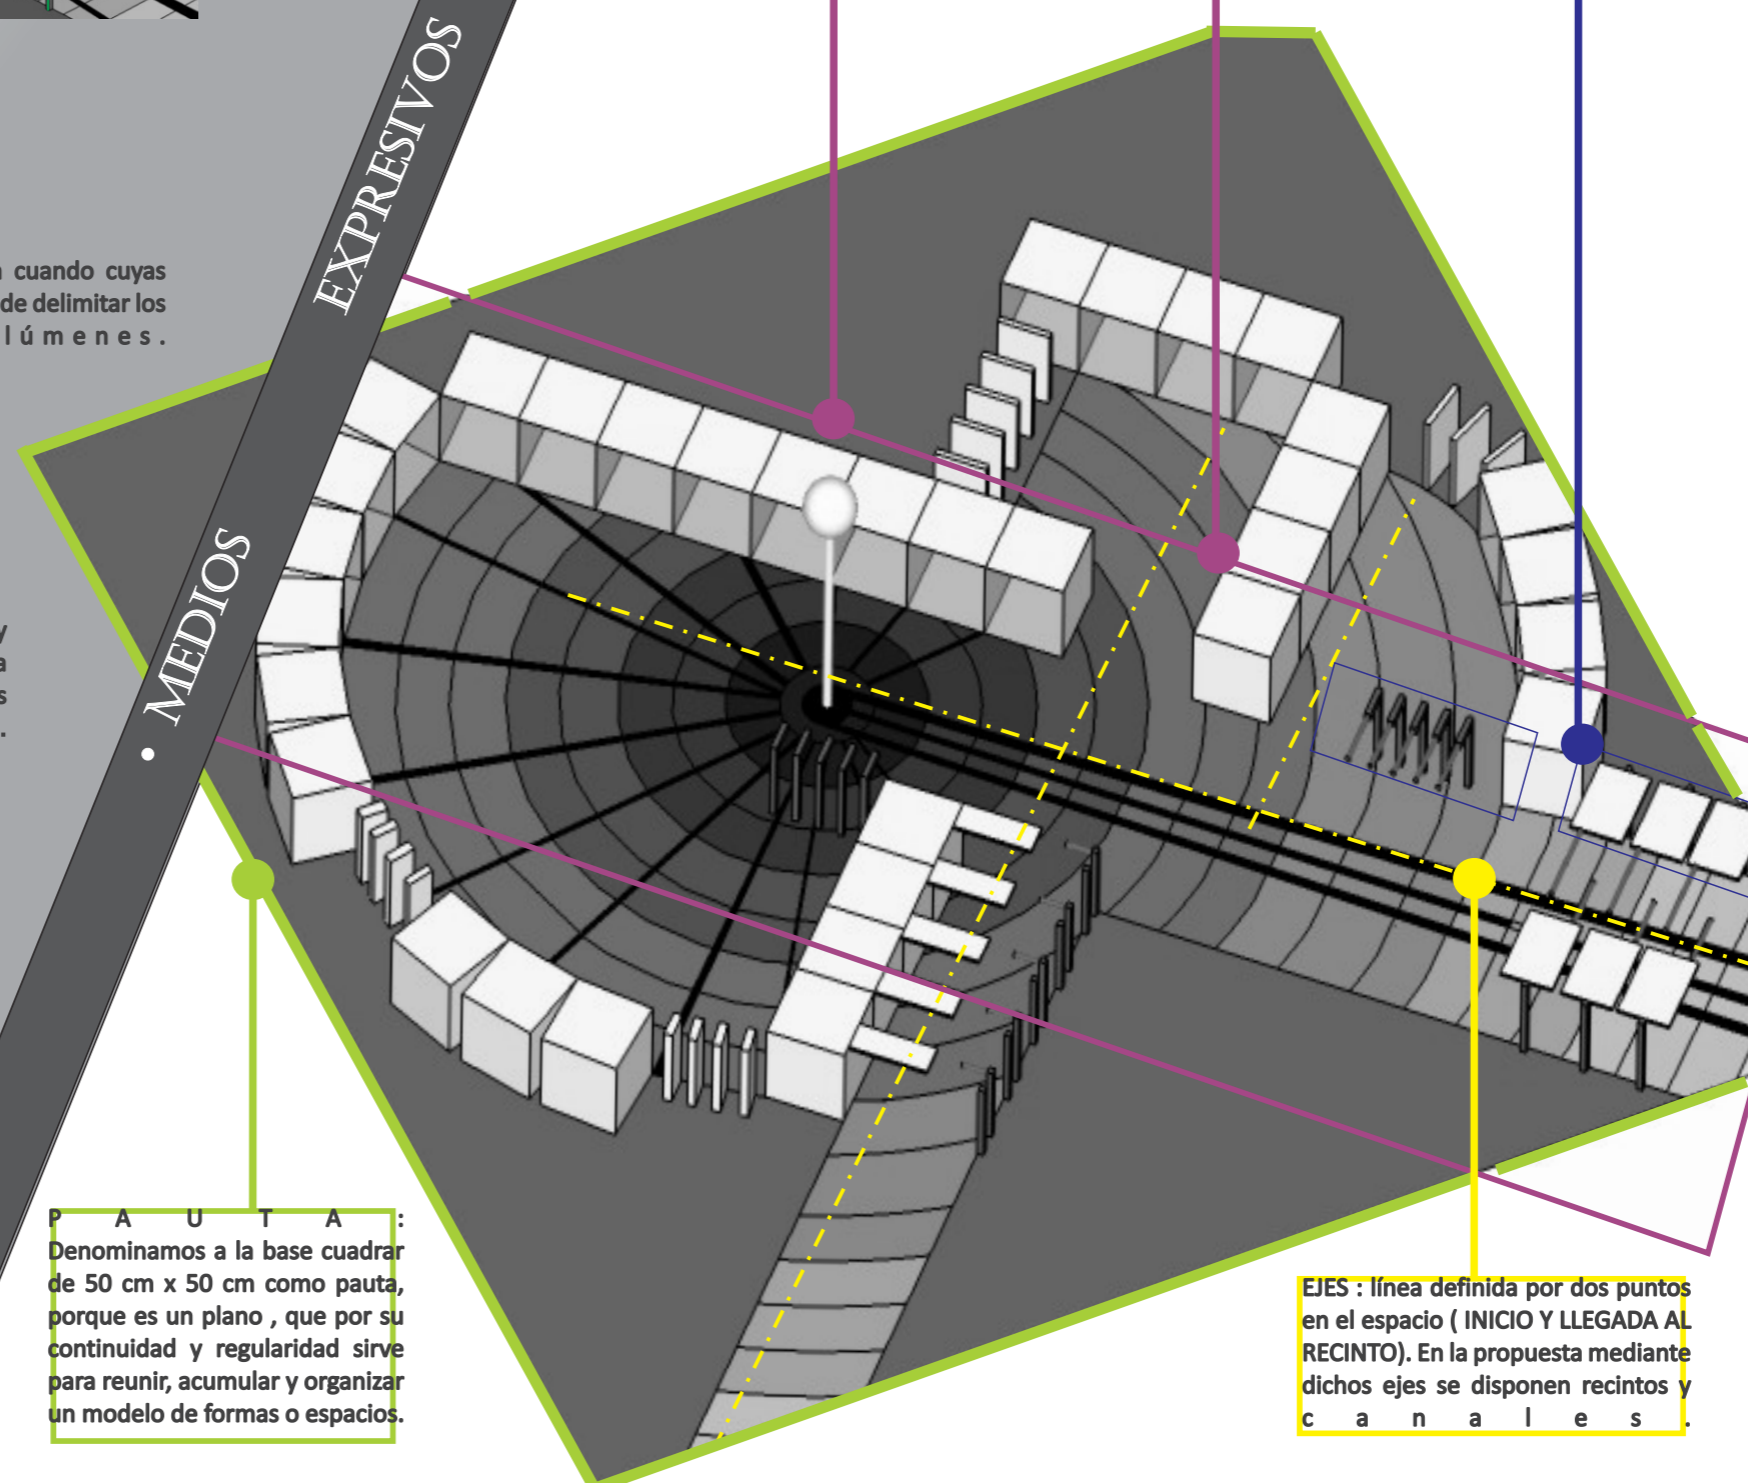 • MEDIOS EXPRESIVOS
cuando cuyas
de delimitar los
lúmenes.
y
a
s
.
PAUTA :
Denominamos a la base cuadrar
de 50 cm x 50 cm como pauta,
porque es un plano , que por su
continuidad y regularidad sirve
para reunir, acumular y organizar
un modelo de formas o espacios.
EJES : línea definida por dos puntos
en el espacio ( INICIO Y LLEGADA AL
RECINTO). En la propuesta mediante
dichos ejes se disponen recintos y
canales.